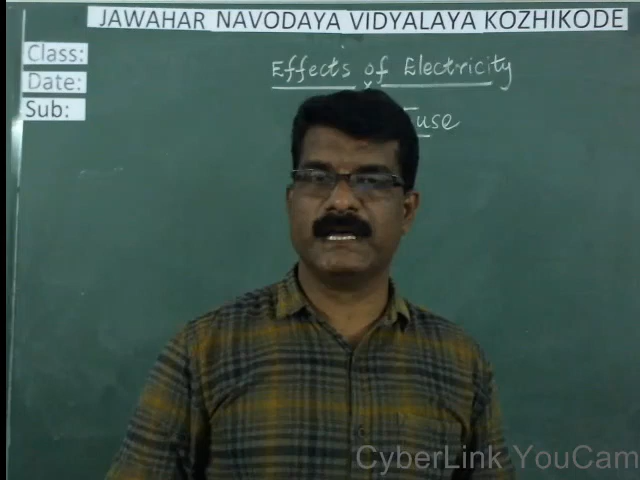 JAWAHAR NAVODAYA VIDYALAYA KOZHIKODE
Class:
Date:
Sub:
Effects of Electricity
Fuse
CyberLink YouCam